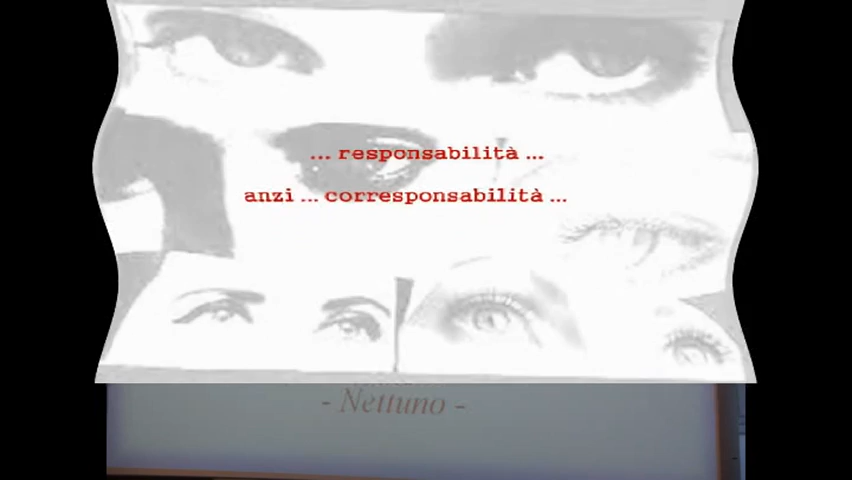 ... responsabilità ...
anzi ... corresponsabilità ...
- Nettuno -